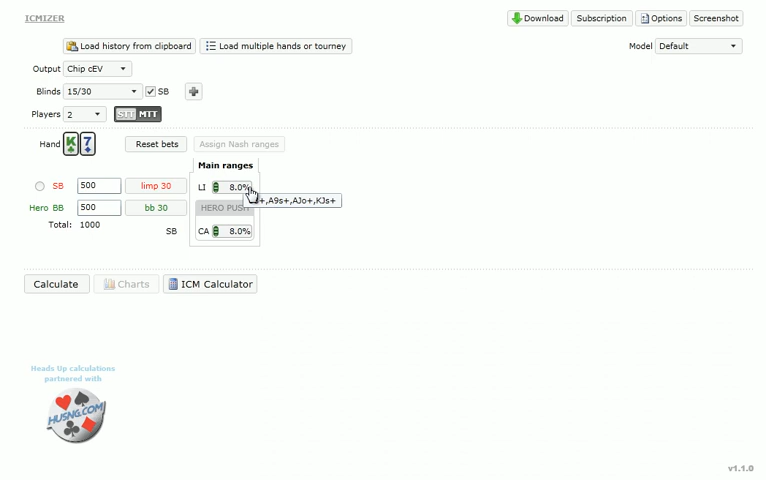 ICMIZER
Download
Subscription
Options
Screenshot
Load history from clipboard
Load multiple hands or tourney
Model Default
Output Chip cEV
Blinds 15/30 SB
Players 2 STT MTT
Hand K 7 Reset bets Assign Nash ranges
Main ranges
SB 500 limp 30 LI 8.0%
+,A9s+,AJo+,KJs+
Hero BB 500 bb 30 HERO PUSH
Total: 1000 SB CA 8.0%
Calculate Charts ICM Calculator
Heads Up calculations
partnered with
HUSNG.COM
v1.1.0